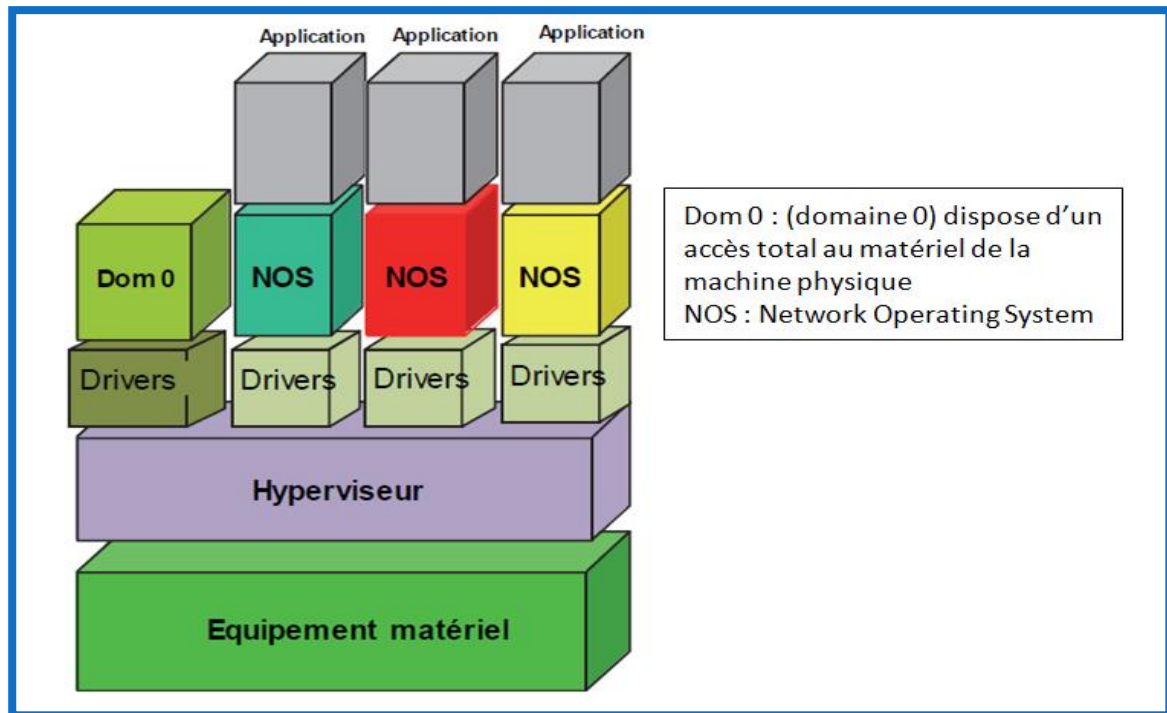 Application Application Application
Dom 0 : (domaine 0) dispose d’un
accès total au matériel de la
machine physique
NOS : Network Operating System
Dom 0 NOS NOS NOS
Drivers Drivers Drivers Drivers
Hyperviseur
Equipement matériel